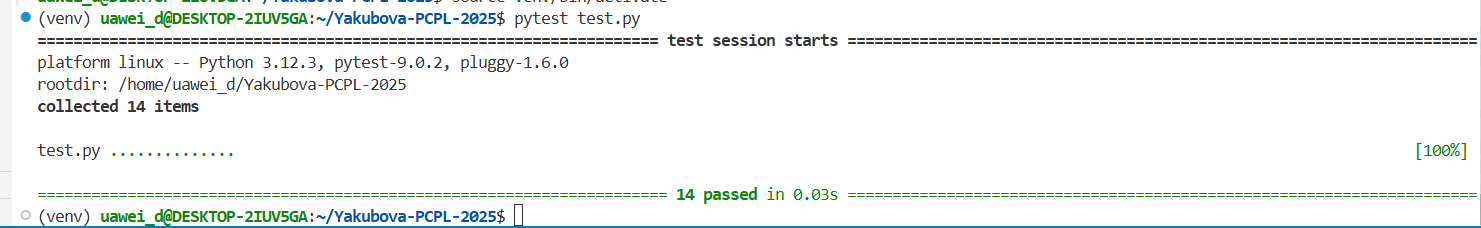 (venv) uawei_d@DESKTOP-2IUV5GA:~/Yakubova-PCPL-2025$ pytest test.py
======================================================================= test session starts ========================================================================
platform linux -- Python 3.12.3, pytest-9.0.2, pluggy-1.6.0
rootdir: /home/uawei_d/Yakubova-PCPL-2025
collected 14 items
test.py .............. [100%]
======================================================================== 14 passed in 0.03s ========================================================================
(venv) uawei_d@DESKTOP-2IUV5GA:~/Yakubova-PCPL-2025$